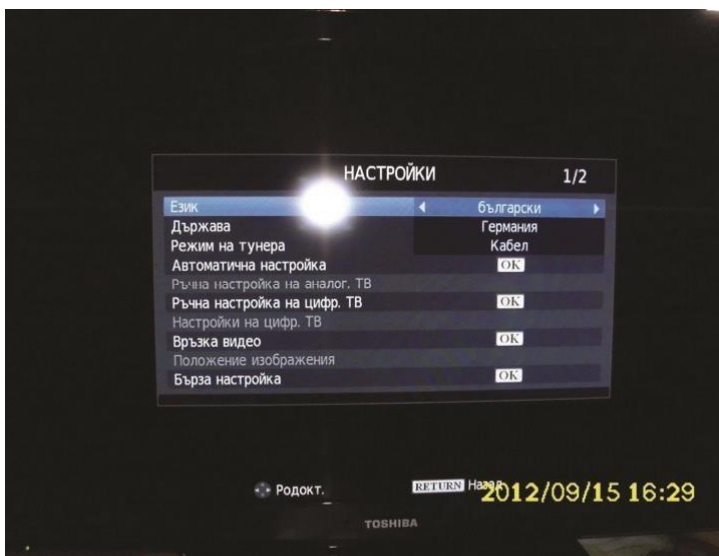 НАСТРОЙКИ 1/2
Език български
Държава Германия
Режим на тунера Кабел
Автоматична настройка OK
Ръчна настройка на аналог. ТВ
Ръчна настройка на цифр. ТВ OK
Настройки на цифр. ТВ
Връзка видео OK
Положение изображения
Бърза настройка OK
Родокт. RETURN Назад
2012/09/15 16:29
TOSHIBA